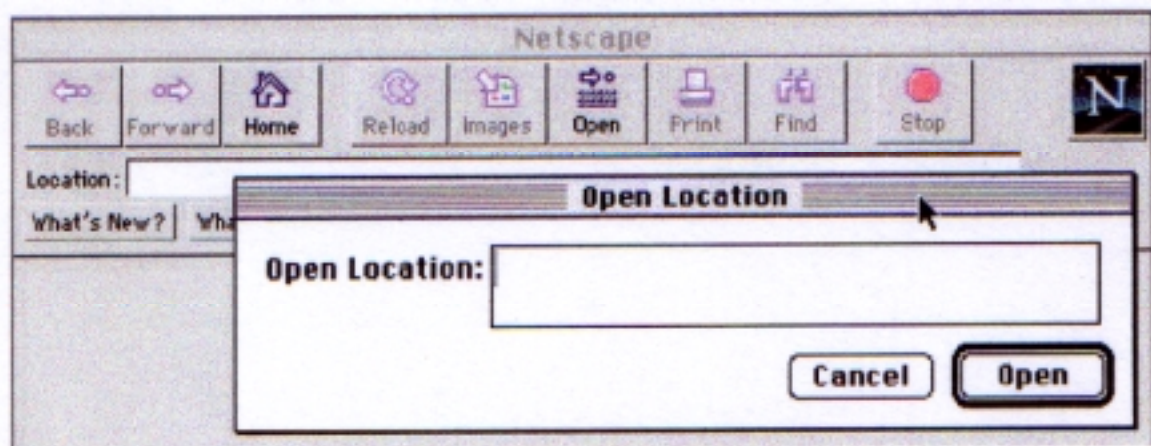 Netscape
Back Forward Home Reload Images Open Print Find Stop N
Location:
Open Location
What's New?
Open Location:
Cancel Open